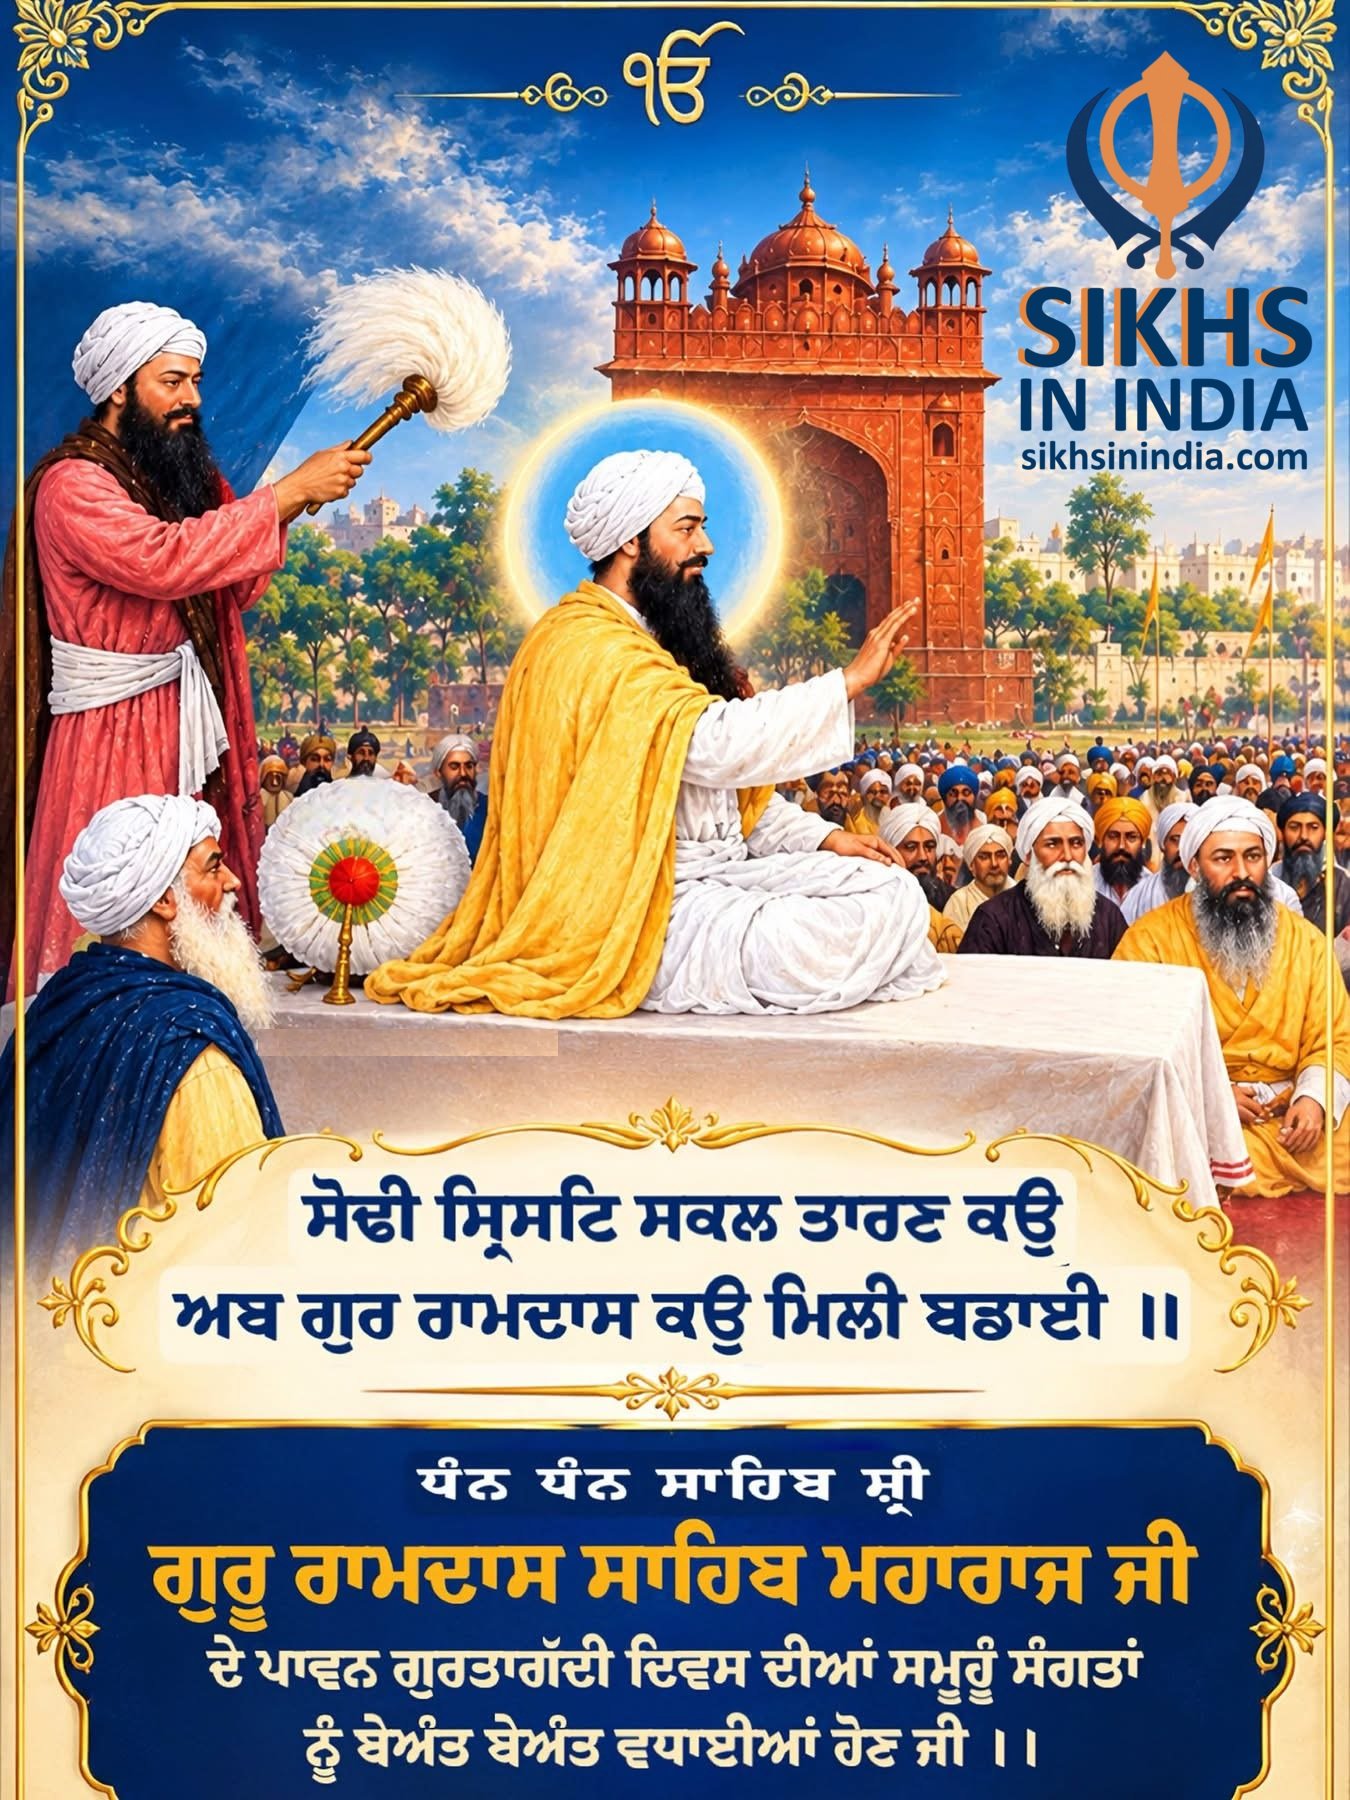 ੴ
SIKHS
IN INDIA
sikhsinindia.com
ਸੋਢੀ ਸ੍ਰਿਸਟਿ ਸਕਲ ਤਾਰਣ ਕਉ
ਅਬ ਗੁਰ ਰਾਮਦਾਸ ਕਉ ਮਿਲੀ ਬਡਾਈ ॥
ਧੰਨ ਧੰਨ ਸਾਹਿਬ ਸ਼੍ਰੀ
ਗੁਰੂ ਰਾਮਦਾਸ ਸਾਹਿਬ ਮਹਾਰਾਜ ਜੀ
ਦੇ ਪਾਵਨ ਗੁਰਤਾਗੱਦੀ ਦਿਵਸ ਦੀਆਂ ਸਮੂਹੂੰ ਸੰਗਤਾਂ
ਨੂੰ ਬੇਅੰਤ ਬੇਅੰਤ ਵਧਾਈਆਂ ਹੋਣ ਜੀ ।।